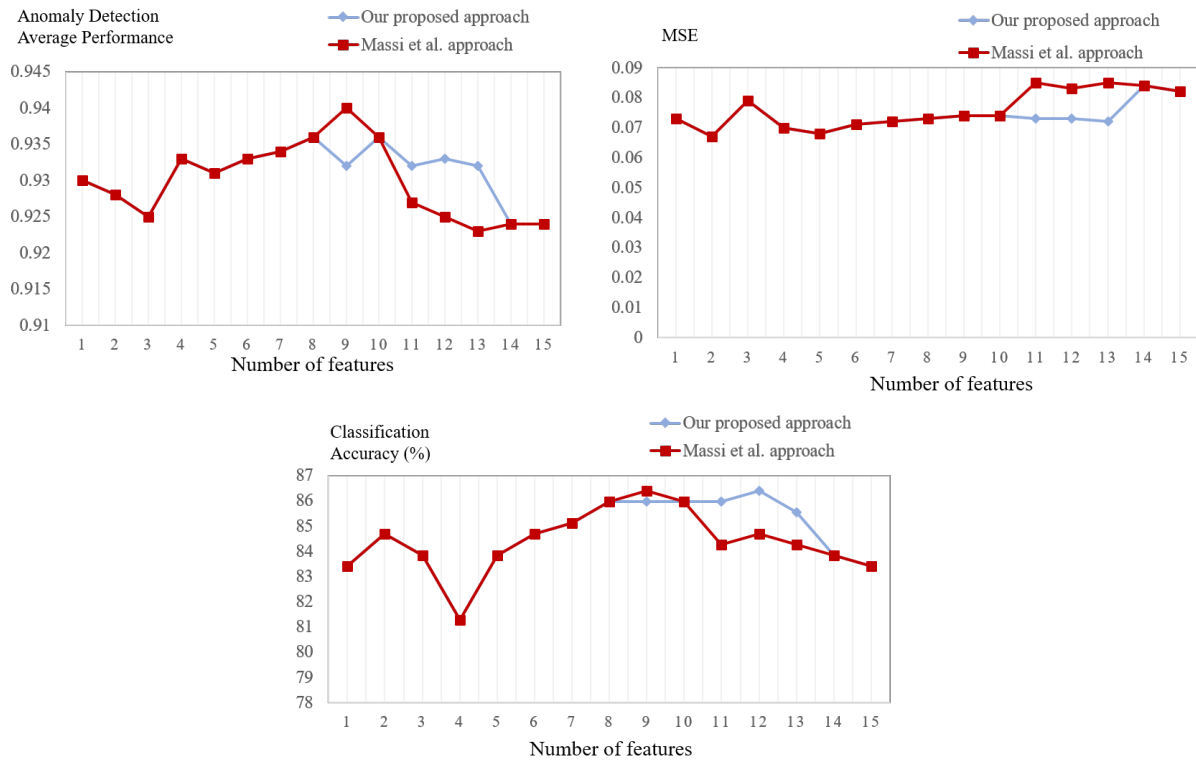 Anomaly Detection
Average Performance
Our proposed approach
Massi et al. approach
0.945
0.94
0.935
0.93
0.925
0.92
0.915
0.91
1 2 3 4 5 6 7 8 9 10 11 12 13 14 15
Number of features
MSE
Our proposed approach
Massi et al. approach
0.09
0.08
0.07
0.06
0.05
0.04
0.03
0.02
0.01
0
1 2 3 4 5 6 7 8 9 10 11 12 13 14 15
Number of features
Classification
Accuracy (%)
Our proposed approach
Massi et al. approach
87
86
85
84
83
82
81
80
79
78
1 2 3 4 5 6 7 8 9 10 11 12 13 14 15
Number of features